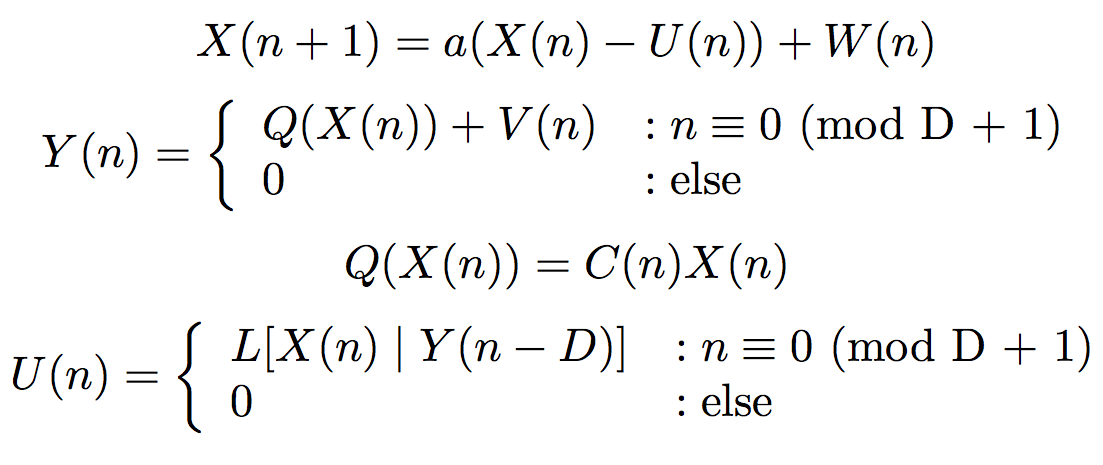 X(n + 1) = a(X(n) − U(n)) + W(n)
Y(n) = { Q(X(n)) + V(n) : n ≡ 0 (mod D + 1)
0 : else
Q(X(n)) = C(n)X(n)
U(n) = { L[X(n) | Y(n − D)] : n ≡ 0 (mod D + 1)
0 : else